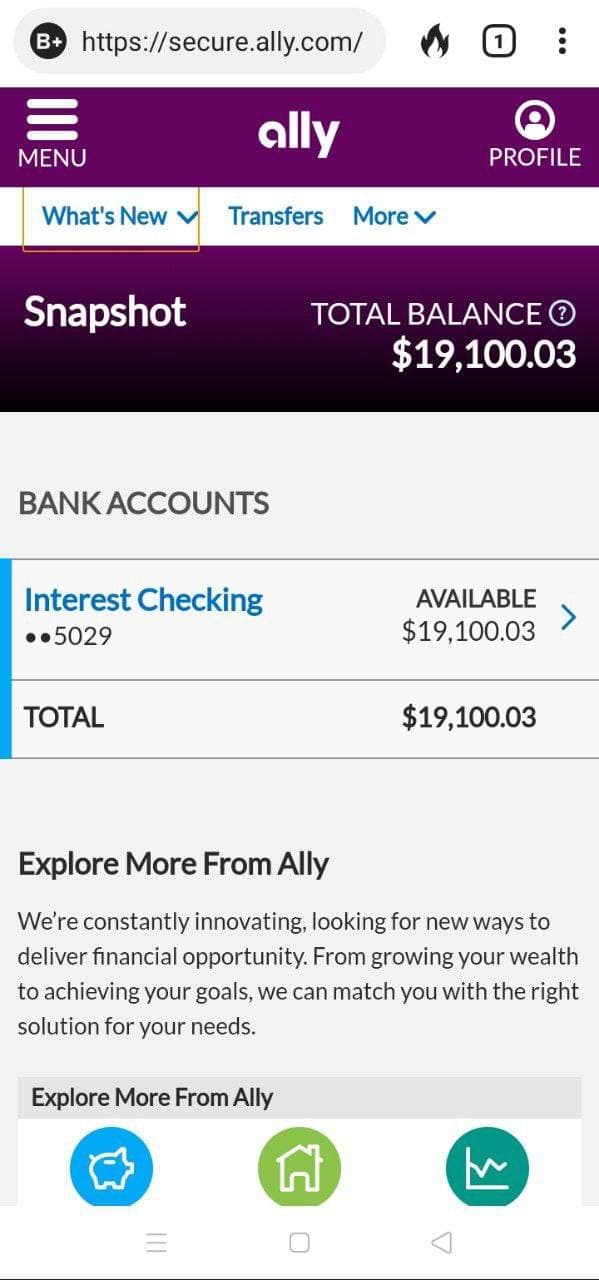 B+ https://secure.ally.com/ 1
MENU
ally
PROFILE
What's New Transfers More
Snapshot
TOTAL BALANCE ?
$19,100.03
BANK ACCOUNTS
Interest Checking
••5029
AVAILABLE
$19,100.03
TOTAL $19,100.03
Explore More From Ally
We’re constantly innovating, looking for new ways to
deliver financial opportunity. From growing your wealth
to achieving your goals, we can match you with the right
solution for your needs.
Explore More From Ally